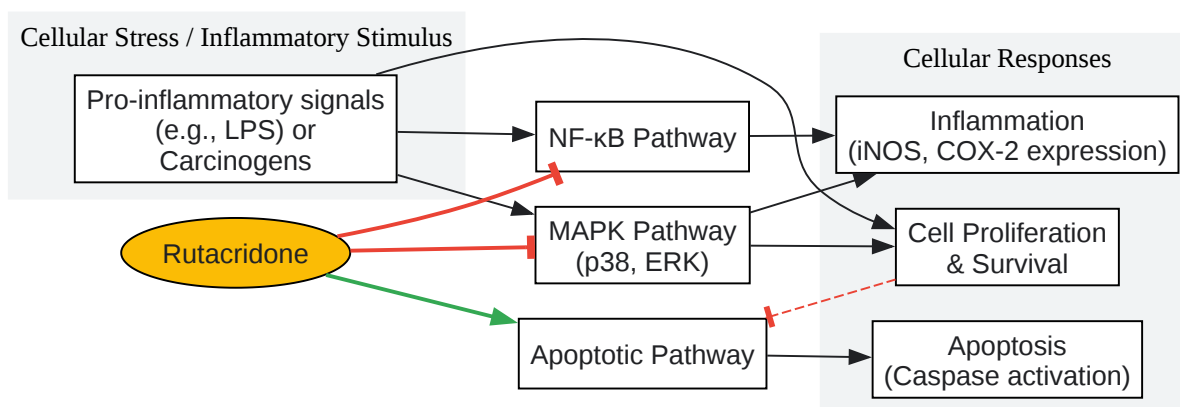 Cellular Stress / Inflammatory Stimulus
Pro-inflammatory signals
(e.g., LPS) or
Carcinogens
Rutacridone
NF-κB Pathway
MAPK Pathway
(p38, ERK)
Apoptotic Pathway
Cellular Responses
Inflammation
(iNOS, COX-2 expression)
Cell Proliferation
& Survival
Apoptosis
(Caspase activation)